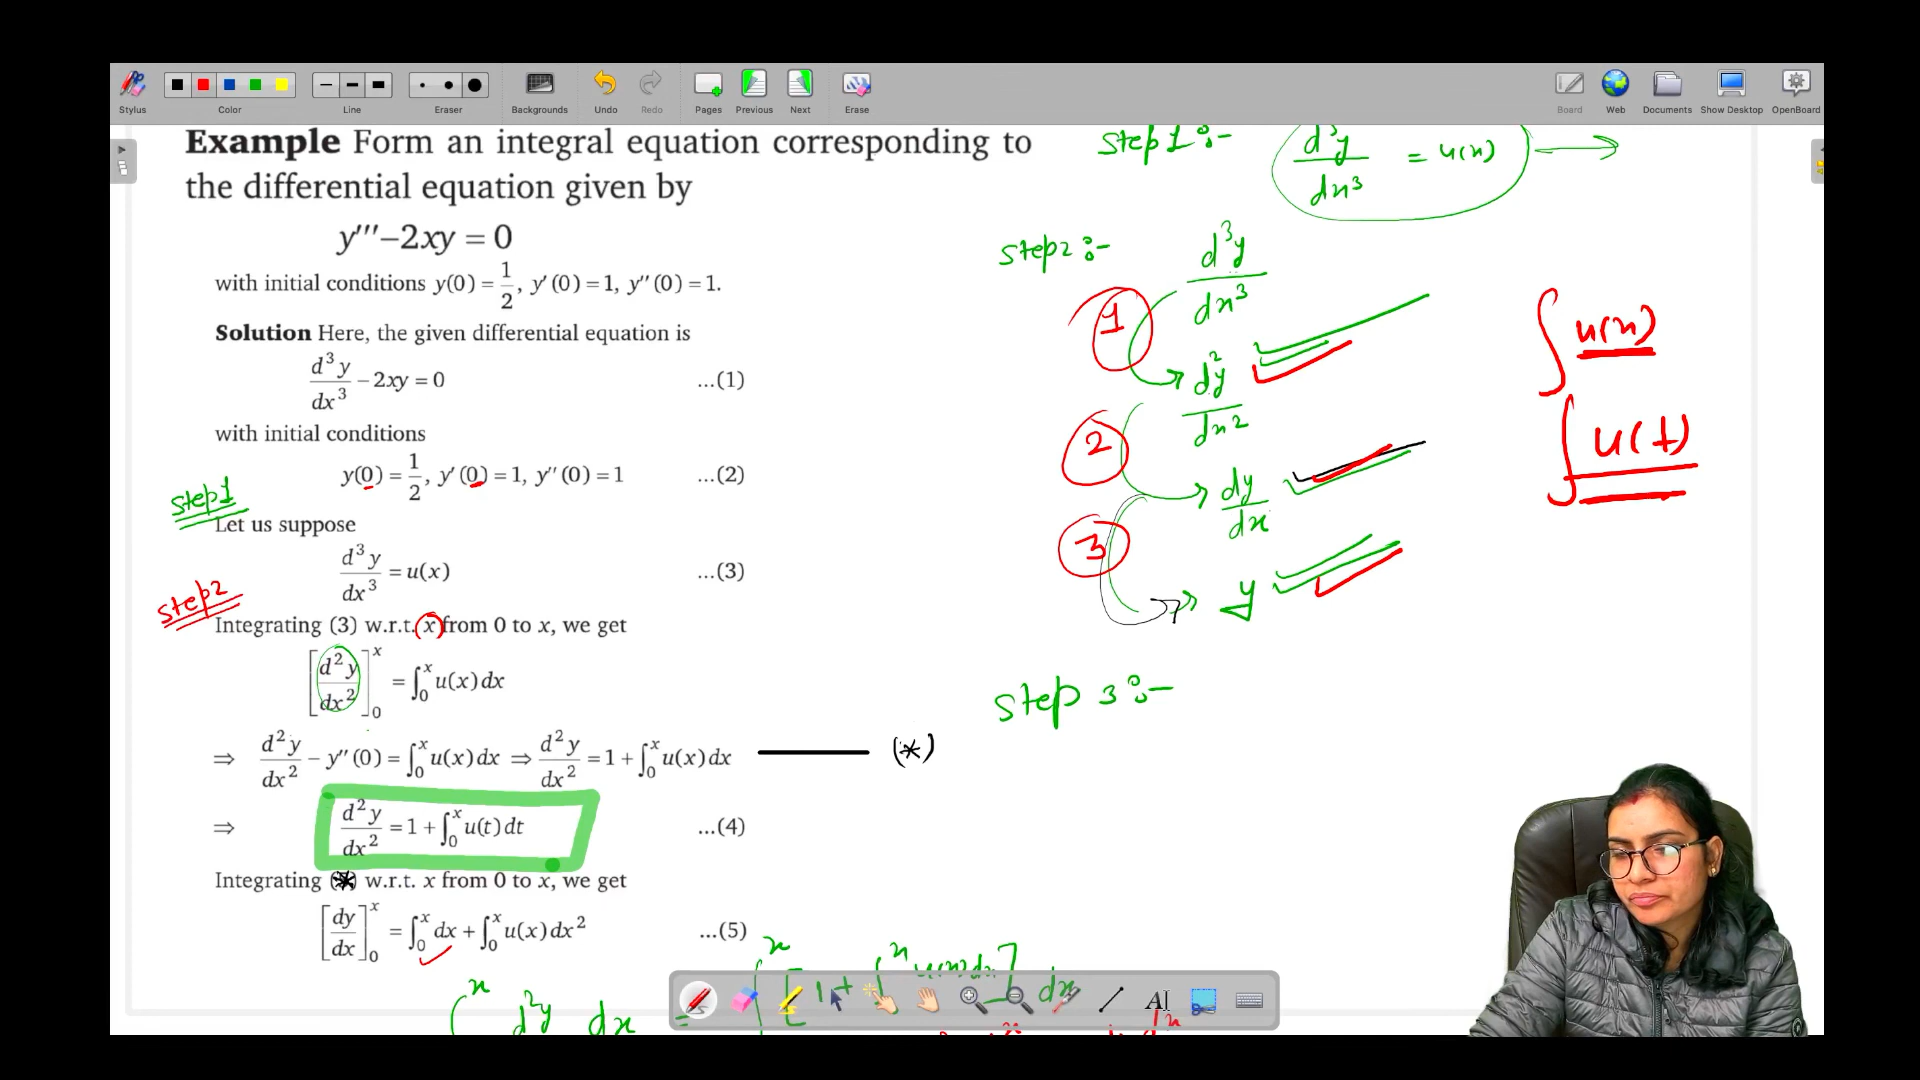 Stylus
Color
Line
Eraser
Backgrounds
Undo
Redo
Pages
Previous
Next
Erase
Board
Web
Documents
Show Desktop
OpenBoard
Example Form an integral equation corresponding to
the differential equation given by
y′′′−2xy = 0
with initial conditions y(0) = 1/2, y′(0) = 1, y′′(0) = 1.
Solution Here, the given differential equation is
d³y/dx³ − 2xy = 0 ...(1)
with initial conditions
y(0) = 1/2, y′(0) = 1, y′′(0) = 1 ...(2)
Step1
Let us suppose
d³y/dx³ = u(x) ...(3)
Step2
Integrating (3) w.r.t. x from 0 to x, we get
[d²y/dx²]₀ˣ = ∫₀ˣ u(x) dx
⇒ d²y/dx² − y′′(0) = ∫₀ˣ u(x) dx ⇒ d²y/dx² = 1 + ∫₀ˣ u(x) dx (*)
⇒ d²y/dx² = 1 + ∫₀ˣ u(t) dt ...(4)
Integrating (*) w.r.t. x from 0 to x, we get
[dy/dx]₀ˣ = ∫₀ˣ dx + ∫₀ˣ u(x) dx² ...(5)
Step1:-
d³y/dx³ = u(x)
Step2:-
d³y/dx³
1
d²y/dx²
2
dy/dx
3
y
∫u(x)
∫u(t)
Step 3:-
x
d²y dx =
x
[1+
x
u(x)dx] dx